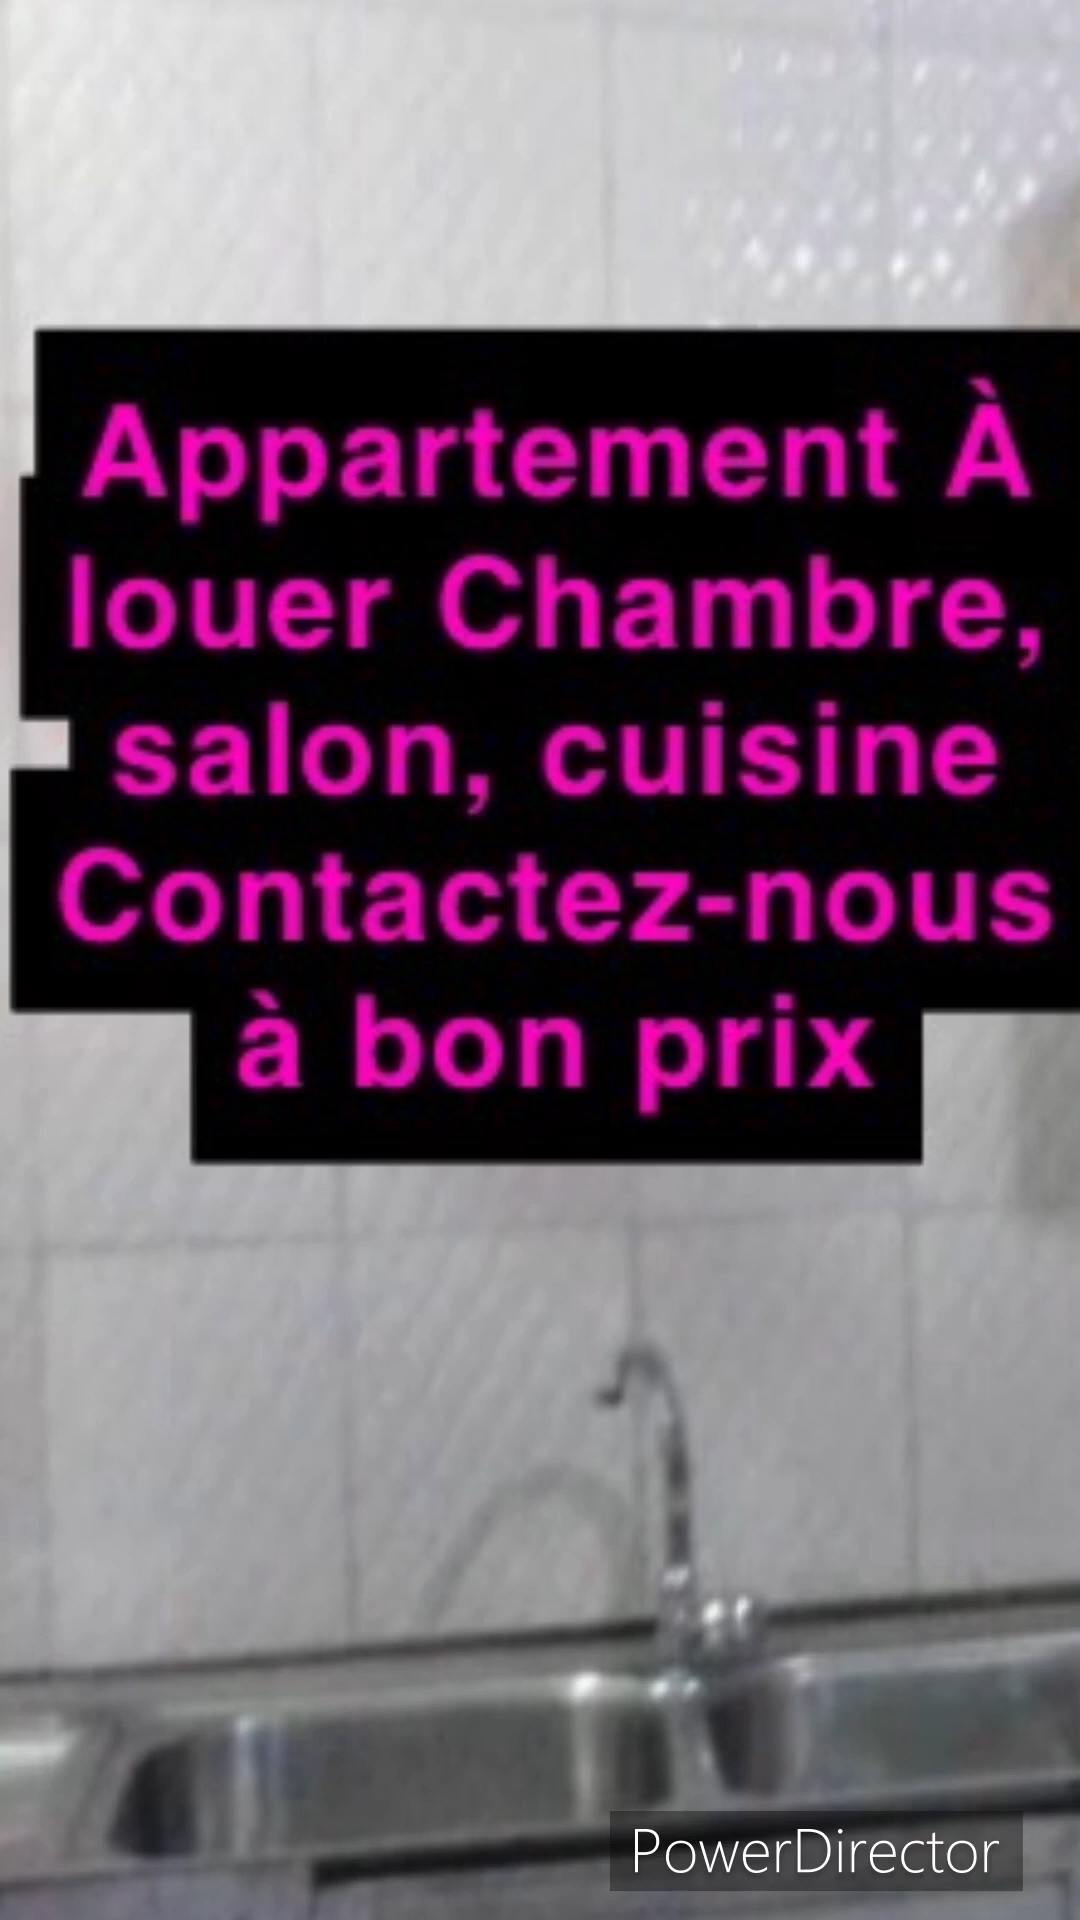 Appartement À
louer Chambre,
salon, cuisine
Contactez-nous
à bon prix
PowerDirector